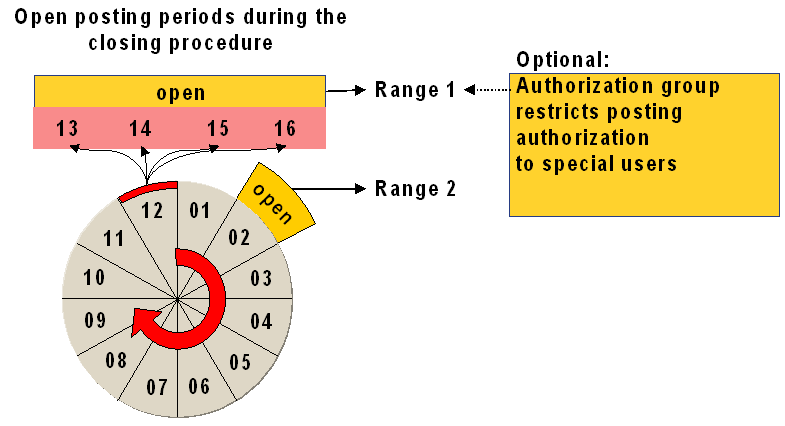 Open posting periods during the
closing procedure
open
13 14 15 16
Range 1
Optional:
Authorization group
restricts posting
authorization
to special users
open
Range 2
12 01
11 02
10 03
09 04
08 05
07 06